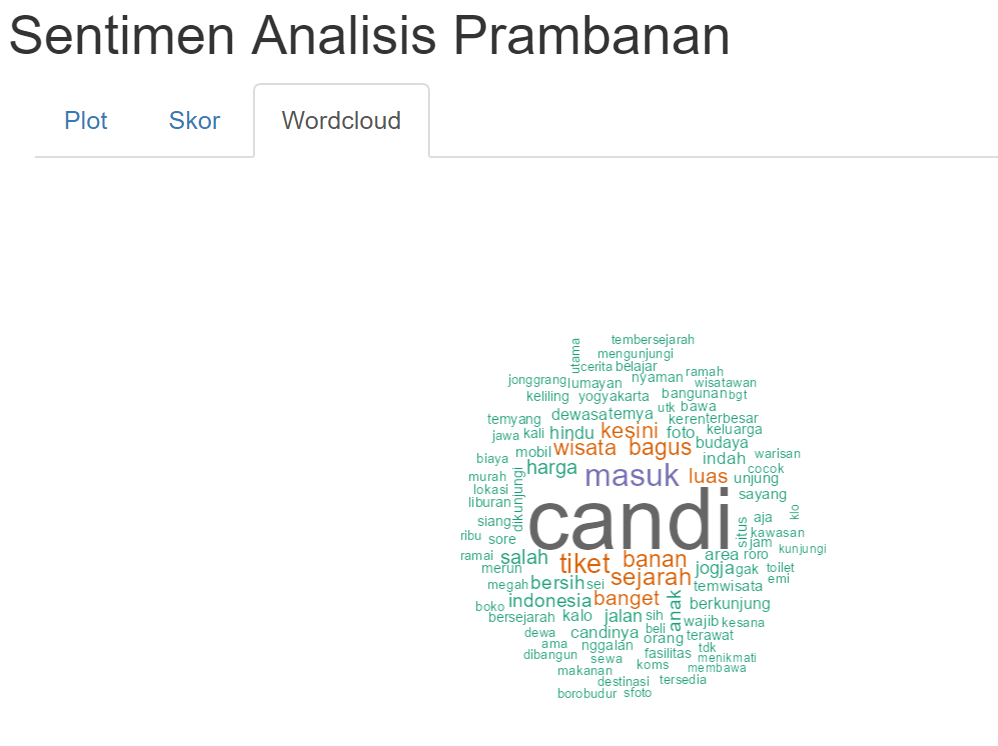 Sentimen Analisis Prambanan
Plot Skor Wordcloud
tembersejarah
utama mengunjungi
cerita belajar
jonggrang lumayan nyaman ramah wisatawan
keliling yogyakarta bangunan bgt
utk bawa
temyang dewasa temya keren terbesar
jawa kali hindu kesini foto keluarga
mobil wisata bagus budaya
biaya harga indah warisan
murah masuk luas unjung cocok
lokasi dikunjungi sayang
liburan candi klo
siang situs aja
ribu sore kawasan
jam kunjungi
ramai salah tiket banan area roro
merun jogja gak toilet
megah bersih sei sejarah temwisata emi
boko indonesia banget anak berkunjung
bersejarah kalo jalan sih wajib kesana
dewa candinya beli orang terawat
ama nggalan tdk
dibangun sewa fasilitas menikmati
makanan koms membawa
destinasi tersedia
borobudur sfoto